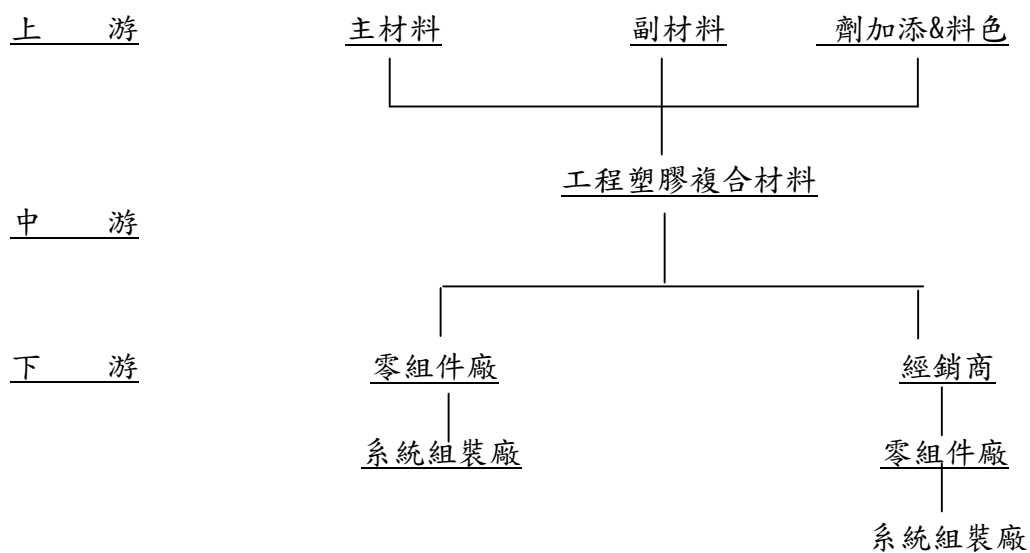 上 游 主材料 副材料 劑加添&料色
工程塑膠複合材料
中 游
下 游 零組件廠 經銷商
系統組裝廠 零組件廠
系統組裝廠